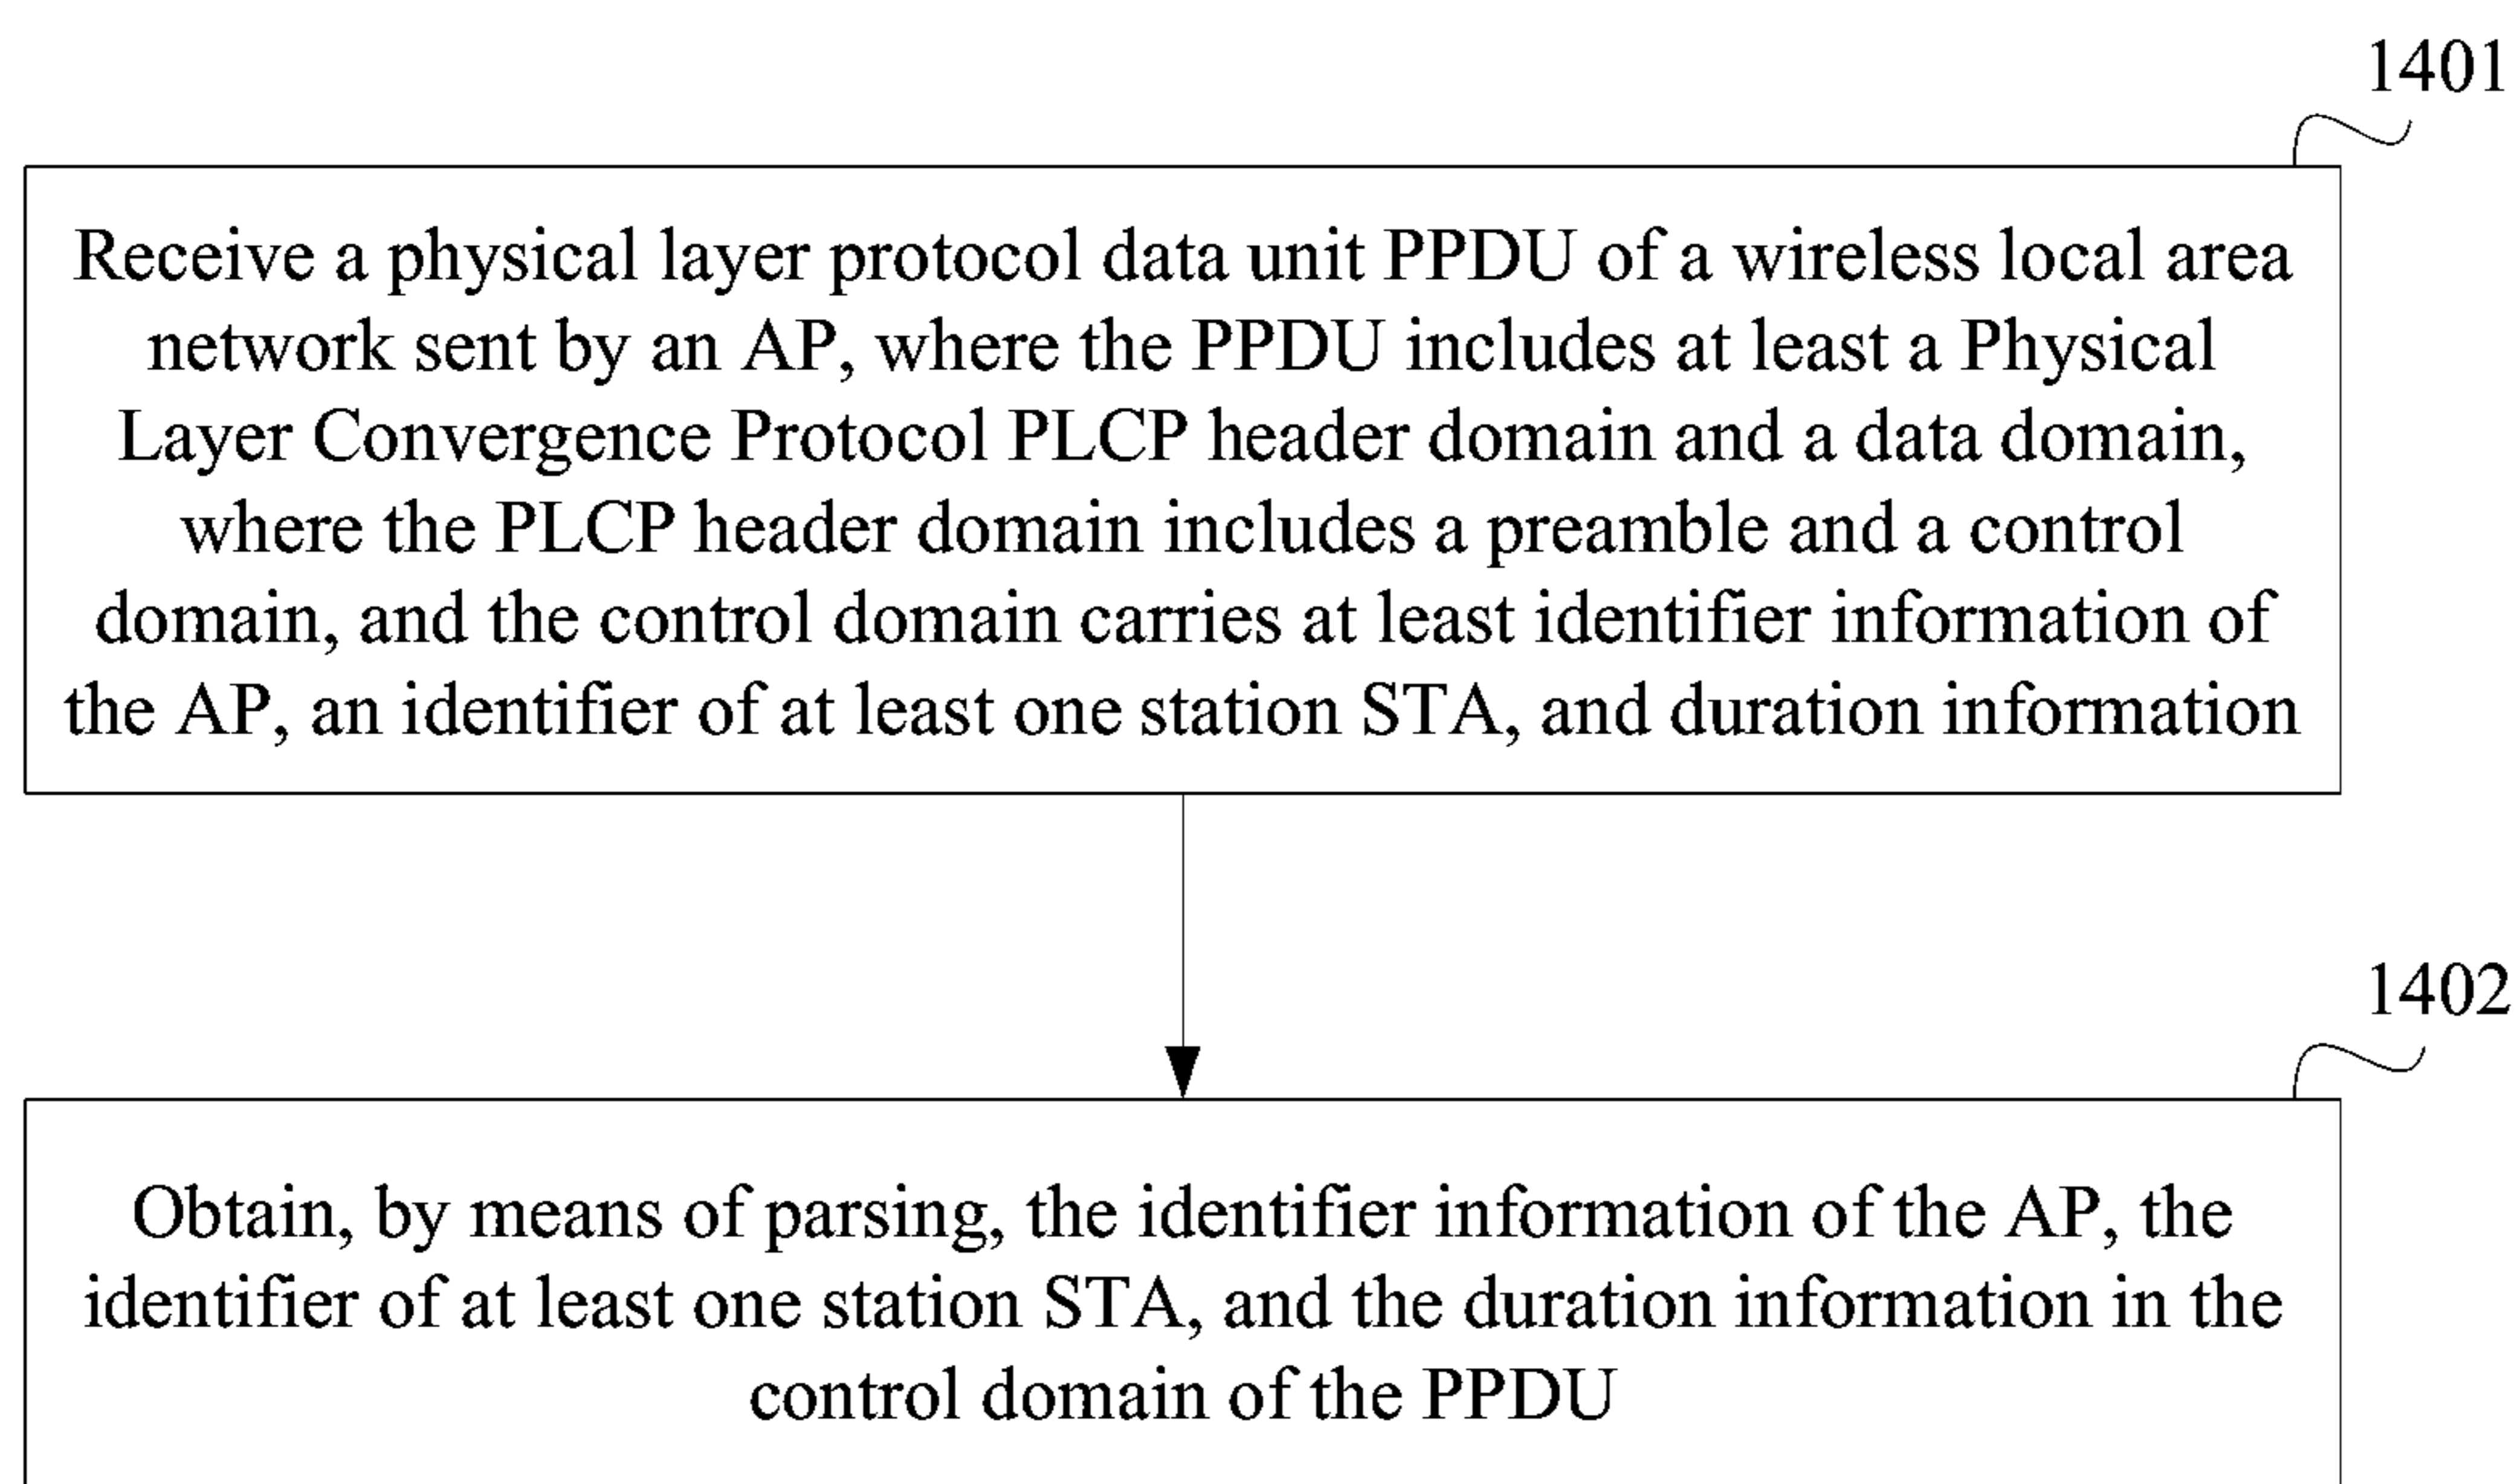 1401
Receive a physical layer protocol data unit PPDU of a wireless local area
network sent by an AP, where the PPDU includes at least a Physical
Layer Convergence Protocol PLCP header domain and a data domain,
where the PLCP header domain includes a preamble and a control
domain, and the control domain carries at least identifier information of
the AP, an identifier of at least one station STA, and duration information
1402
Obtain, by means of parsing, the identifier information of the AP, the
identifier of at least one station STA, and the duration information in the
control domain of the PPDU